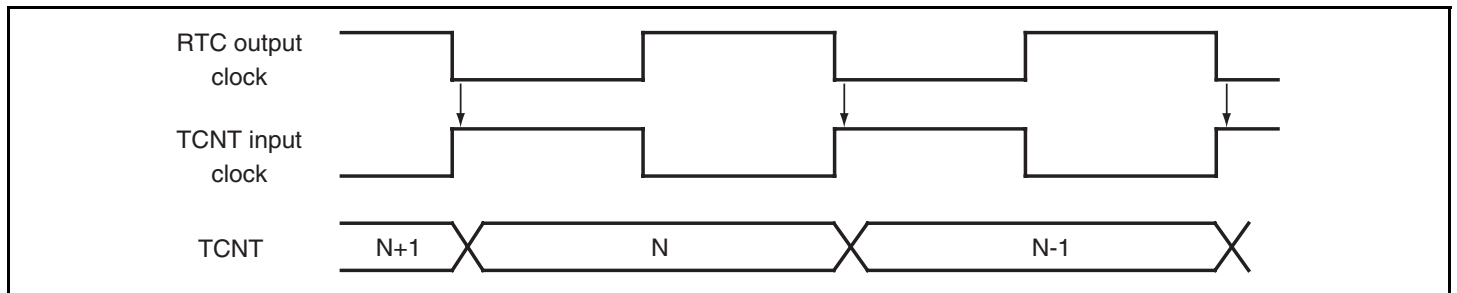 RTC output
clock
TCNT input
clock
TCNT
N+1
N
N-1